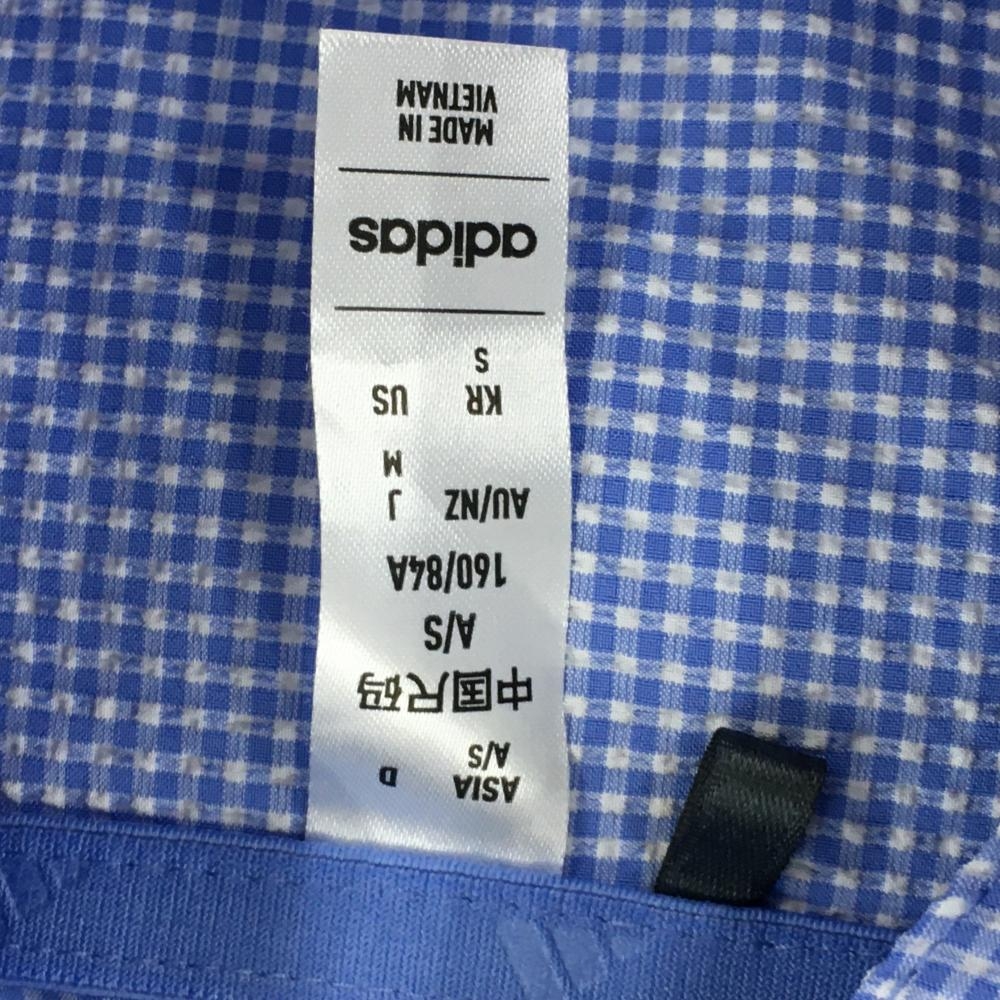 ASIA D
A/S
中国尺码
A/S
160/84A
AU/NZ J
M
KR US
S
adidas
MADE IN
VIETNAM